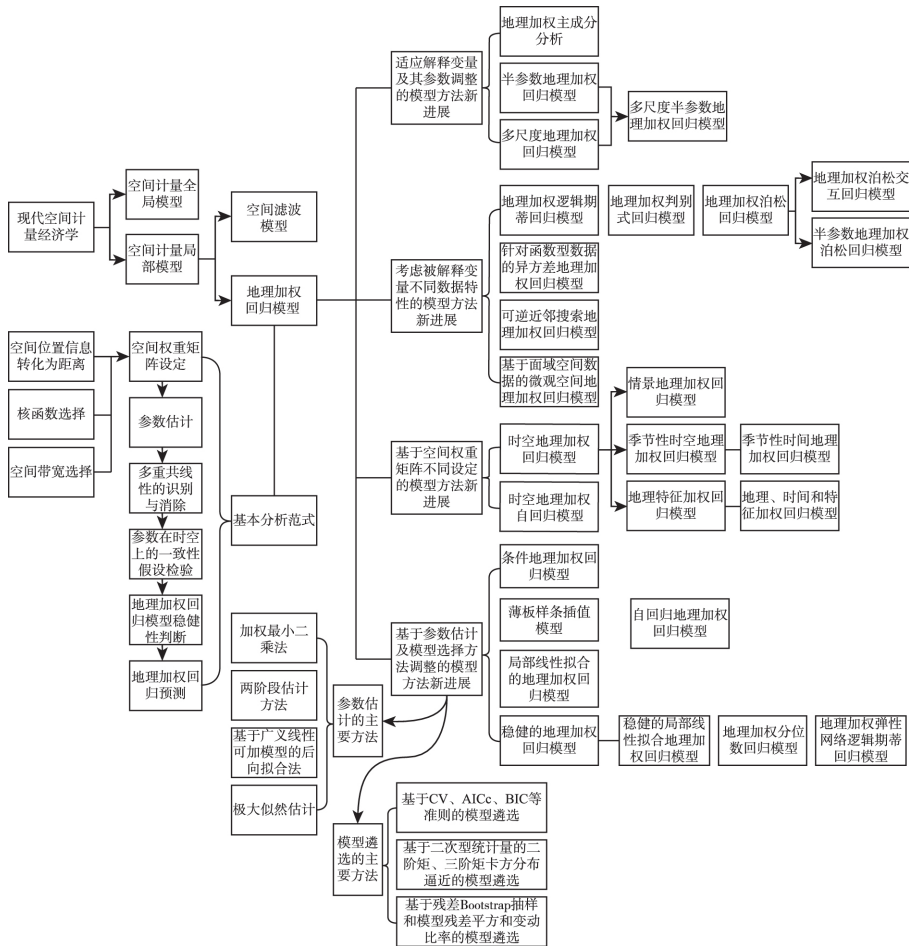 现代空间计
量经济学
空间计量全
局模型
空间计量局
部模型
空间滤波
模型
地理加权
回归模型
空间位置信息
转化为距离
核函数选择
空间带宽选择
空间权重矩
阵设定
参数估计
多重共线
性的识别
与消除
参数在时空
上的一致性
假设检验
地理加权回
归模型稳健
性判断
地理加权回
归预测
基本分析范式
适应解释变量
及其参数调整
的模型方法新
进展
地理加权主成分
分析
半参数地理加权
回归模型
多尺度地理加权
回归模型
多尺度半参数地
理加权回归模型
考虑被解释变
量不同数据特
性的模型方法
新进展
地理加权逻辑期
蒂回归模型
地理加权判别
式回归模型
地理加权泊松
回归模型
地理加权泊松交
互回归模型
半参数地理加权
泊松回归模型
针对函数型数据
的异方差地理加
权回归模型
可逆近邻搜索地
理加权回归模型
基于面域空间数
据的微观空间地
理加权回归模型
基于空间权重
矩阵不同设定
的模型方法新
进展
时空地理加权
回归模型
时空地理加权
自回归模型
情景地理加权回
归模型
季节性时空地
理加权回归模型
季节性时间地理
加权回归模型
地理特征加权回
归模型
地理、时间和特
征加权回归模型
基于参数估计
及模型选择方
法调整的模型
方法新进展
条件地理加权回
归模型
薄板样条插值
模型
自回归地理加权
回归模型
局部线性拟合
的地理加权回
归模型
稳健的地理加权
回归模型
稳健的局部线
性拟合地理加
权回归模型
地理加权分位
数回归模型
地理加权弹性
网络逻辑期蒂
回归模型
参数估
计的主
要方法
加权最小二
乘法
两阶段估计
方法
基于广义线性
可加模型的后
向拟合法
极大似然估计
模型遴
选的主
要方法
基于CV、AICc、BIC等
准则的模型遴选
基于二次型统计量的二
阶矩、三阶矩卡方分布
逼近的模型遴选
基于残差Bootstrap抽样
和模型残差平方和变动
比率的模型遴选